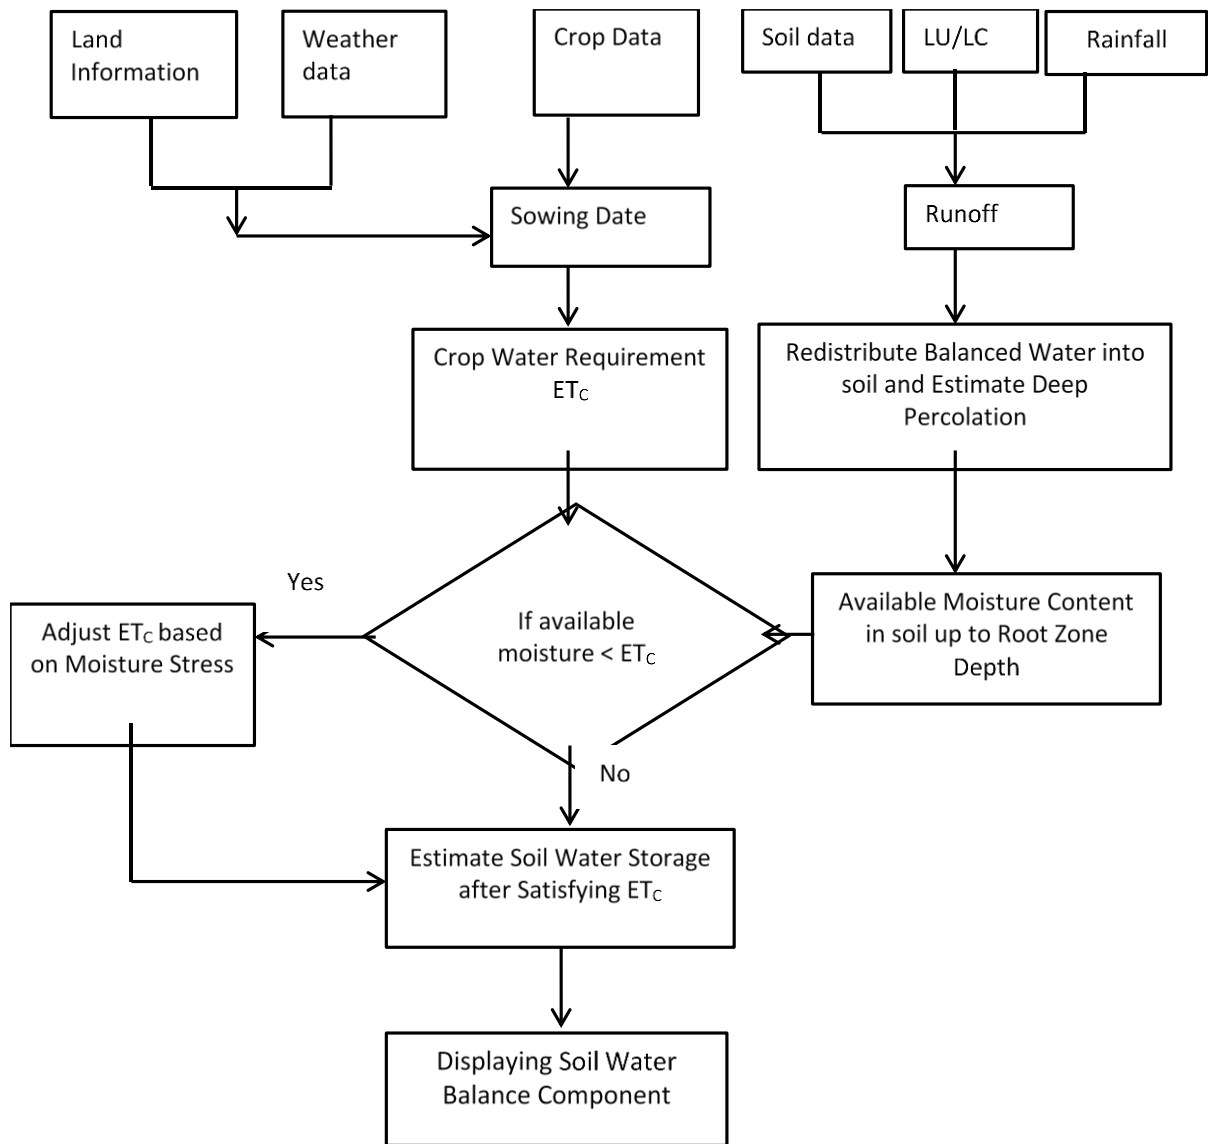 Land
Information
Weather
data
Crop Data
Soil data
LU/LC
Rainfall
Sowing Date
Runoff
Crop Water Requirement
ETC
Redistribute Balanced Water into
soil and Estimate Deep
Percolation
Yes
If available
moisture < ETC
Available Moisture Content
in soil up to Root Zone
Depth
Adjust ETC based
on Moisture Stress
No
Estimate Soil Water Storage
after Satisfying ETC
Displaying Soil Water
Balance Component